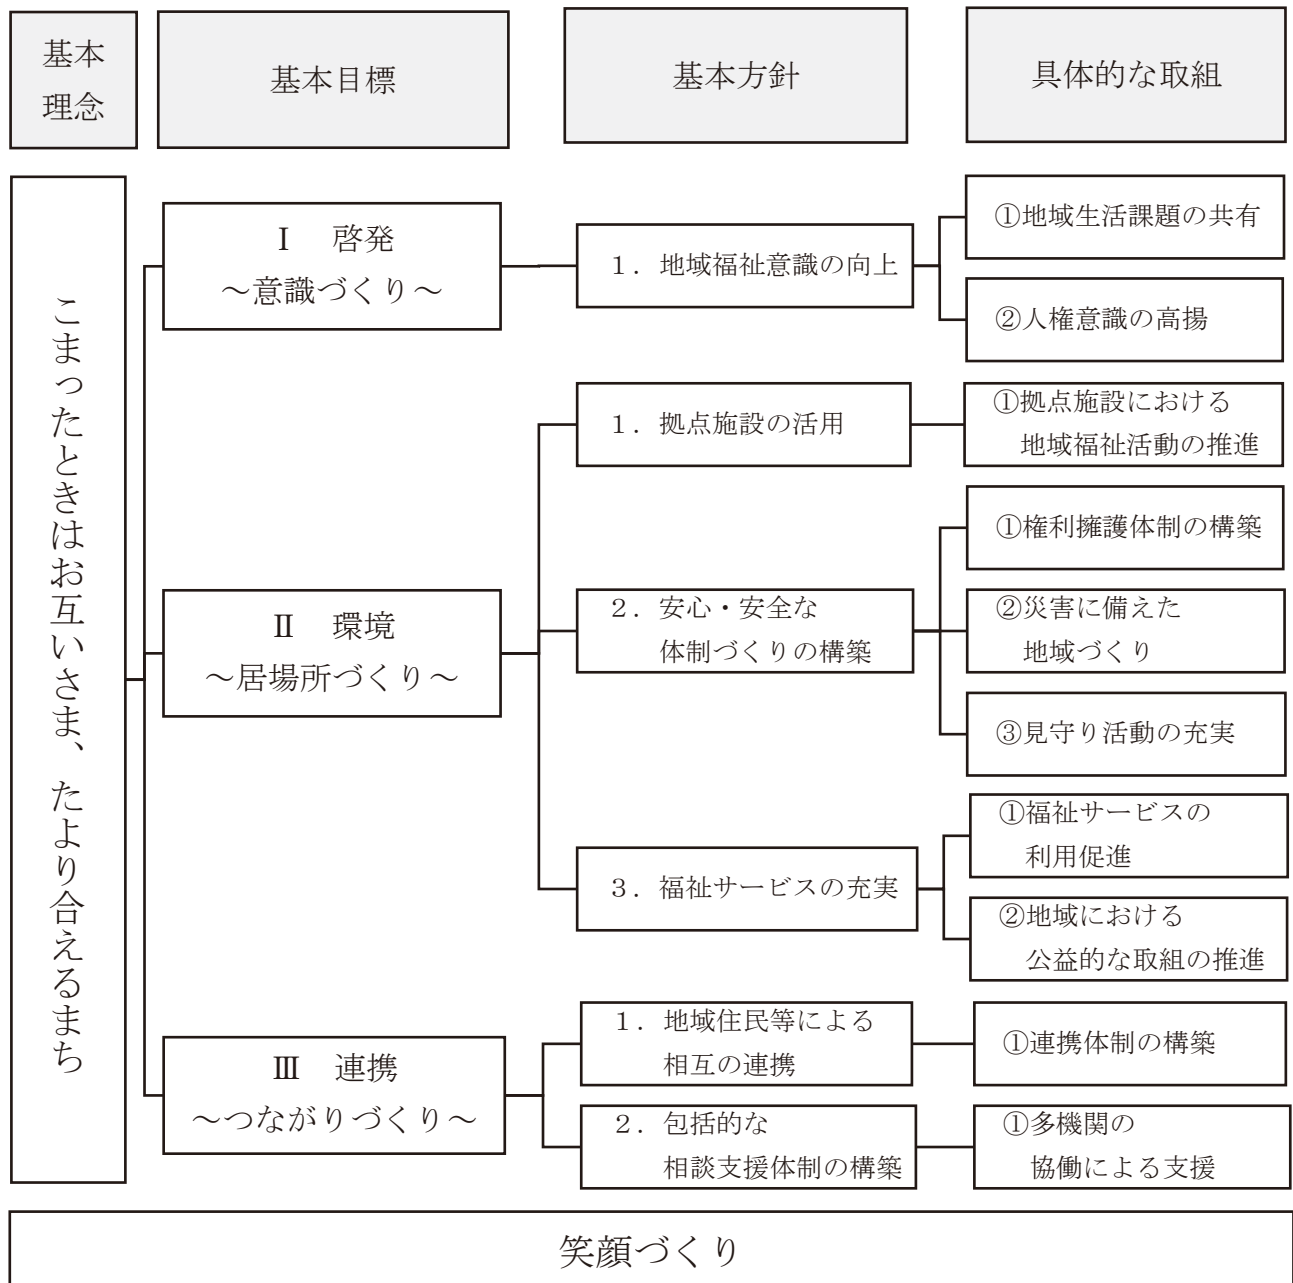 基本
理念
基本目標
基本方針
具体的な取組
こまったときはお互いさま、たより合えるまち
Ⅰ　啓発
～意識づくり～
１．地域福祉意識の向上
①地域生活課題の共有
②人権意識の高揚
Ⅱ　環境
～居場所づくり～
１．拠点施設の活用
①拠点施設における
地域福祉活動の推進
２．安心・安全な
体制づくりの構築
①権利擁護体制の構築
②災害に備えた
地域づくり
③見守り活動の充実
３．福祉サービスの充実
①福祉サービスの
利用促進
②地域における
公益的な取組の推進
Ⅲ　連携
～つながりづくり～
１．地域住民等による
相互の連携
①連携体制の構築
２．包括的な
相談支援体制の構築
①多機関の
協働による支援
笑顔づくり